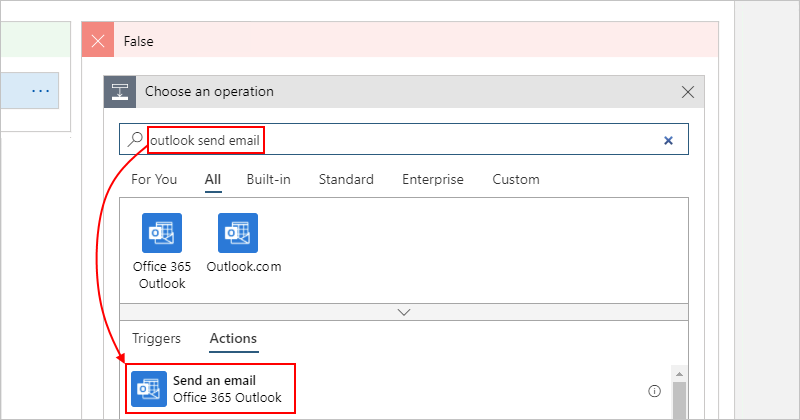 False
Choose an operation
outlook send email
For You All Built-in Standard Enterprise Custom
Office 365 Outlook.com
Outlook
Triggers Actions
Send an email
Office 365 Outlook